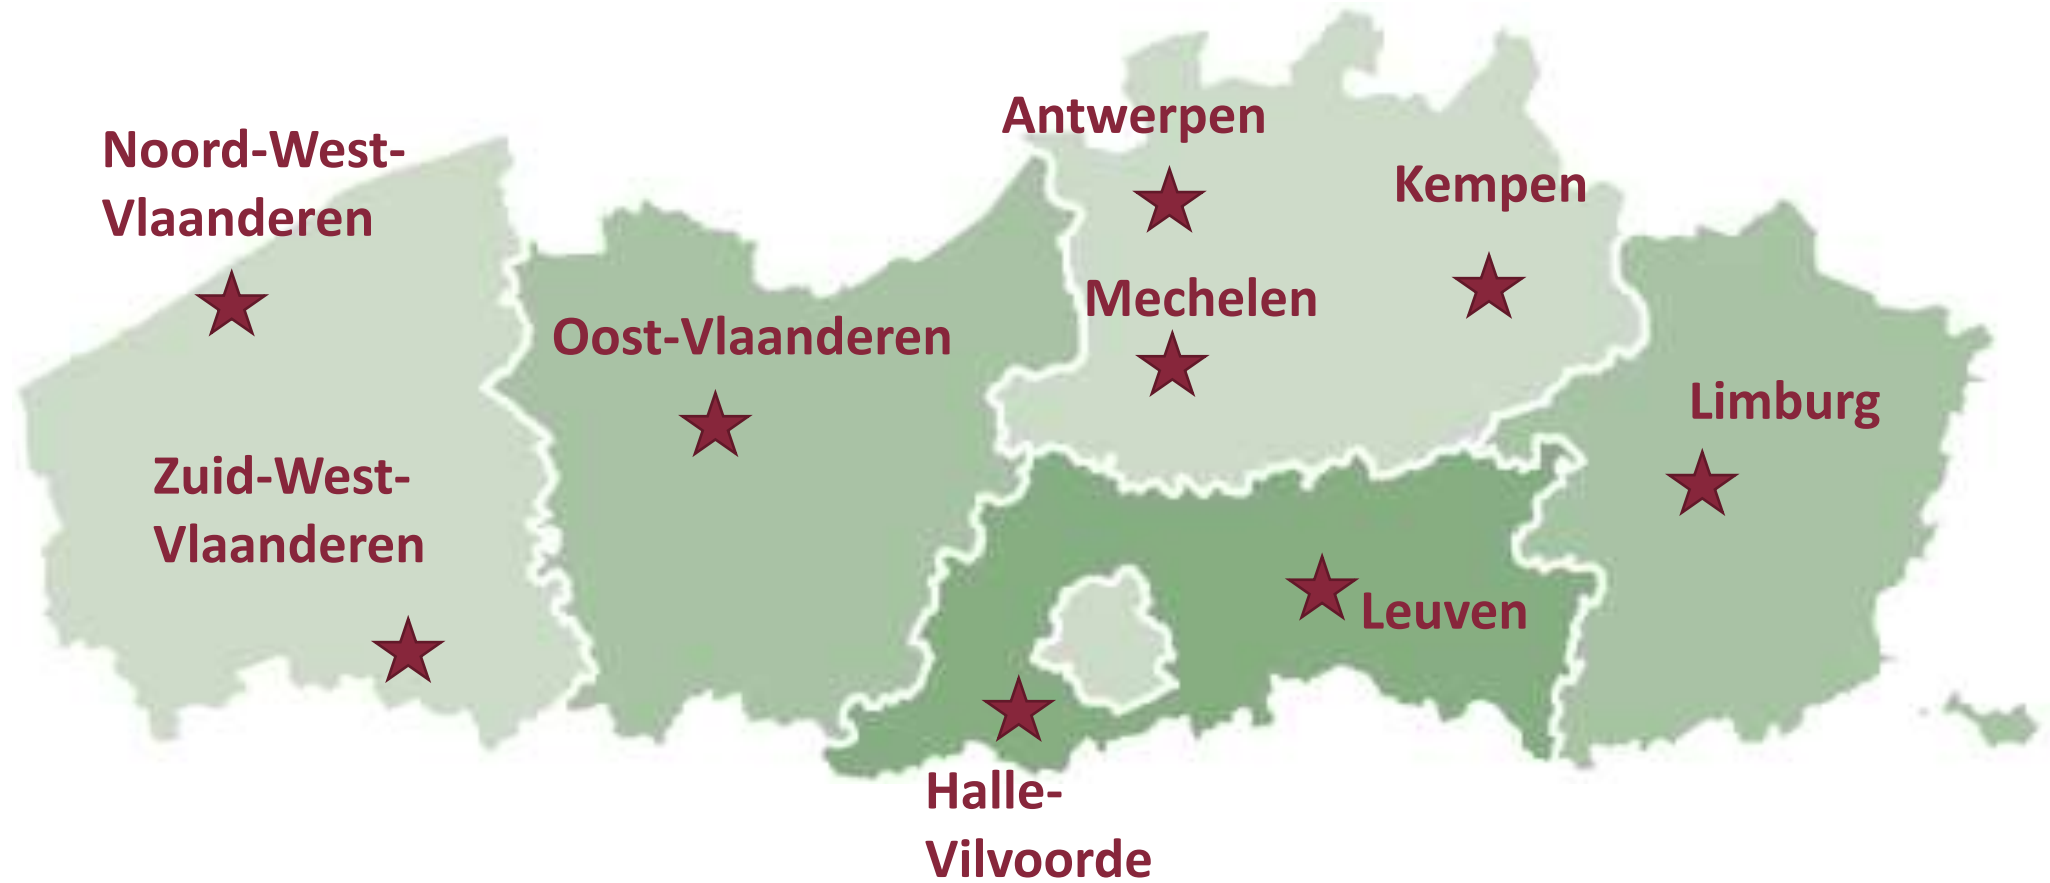 Antwerpen
Noord-West-
Vlaanderen
Kempen
Mechelen
Oost-Vlaanderen
Limburg
Zuid-West-
Vlaanderen
Leuven
Halle-
Vilvoorde